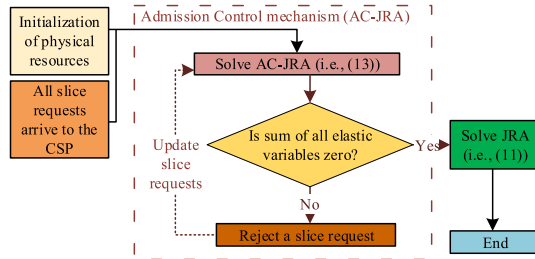 Initialization
of physical
resources
Admission Control mechanism (AC-JRA)
Solve AC-JRA (i.e., (13))
All slice
requests
arrive to the
CSP
Update
slice
requests
Is sum of all elastic
variables zero?
Yes
Solve JRA
(i.e., (11))
No
Reject a slice request
End